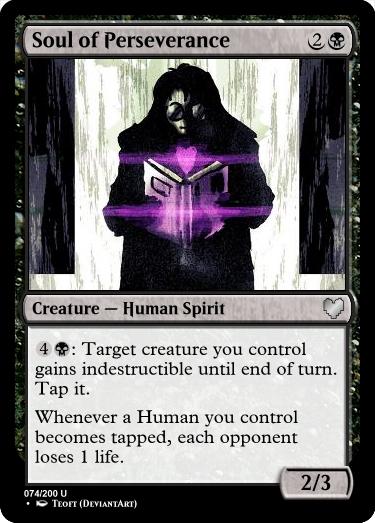 Soul of Perseverance 2
Creature — Human Spirit
4: Target creature you control
gains indestructible until end of turn.
Tap it.
Whenever a Human you control
becomes tapped, each opponent
loses 1 life.
2/3
074/200 U
• Teoft (DeviantArt)